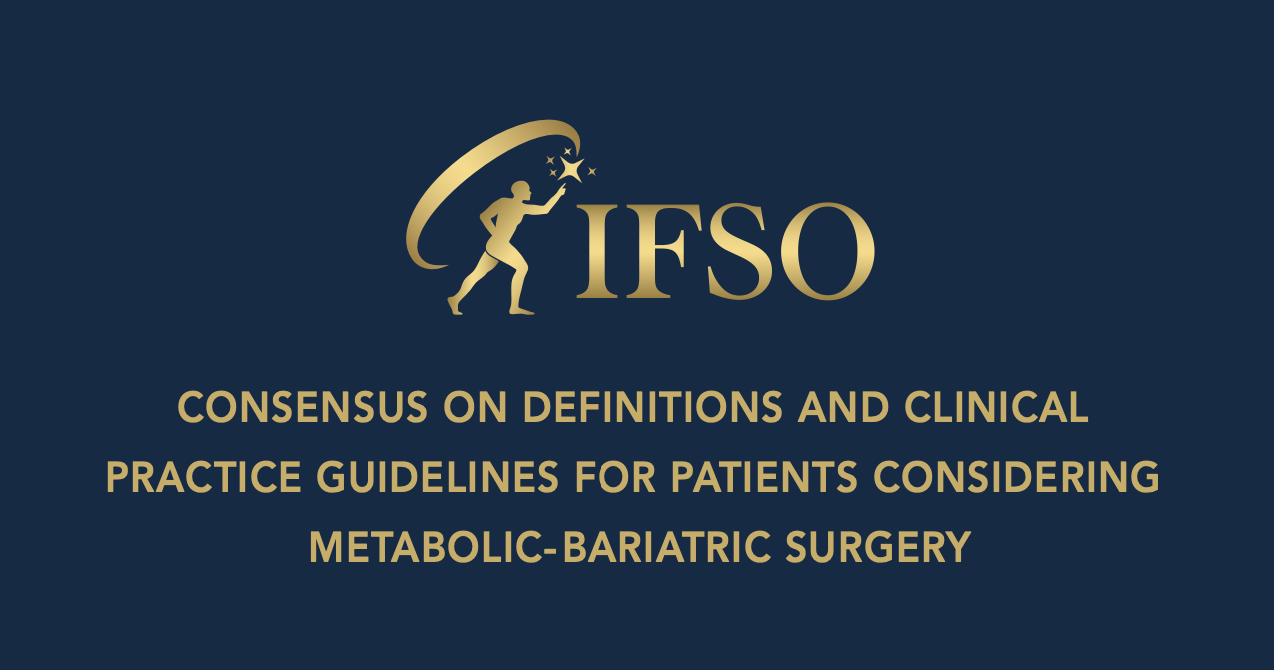 IFSO
CONSENSUS ON DEFINITIONS AND CLINICAL
PRACTICE GUIDELINES FOR PATIENTS CONSIDERING
METABOLIC-BARIATRIC SURGERY